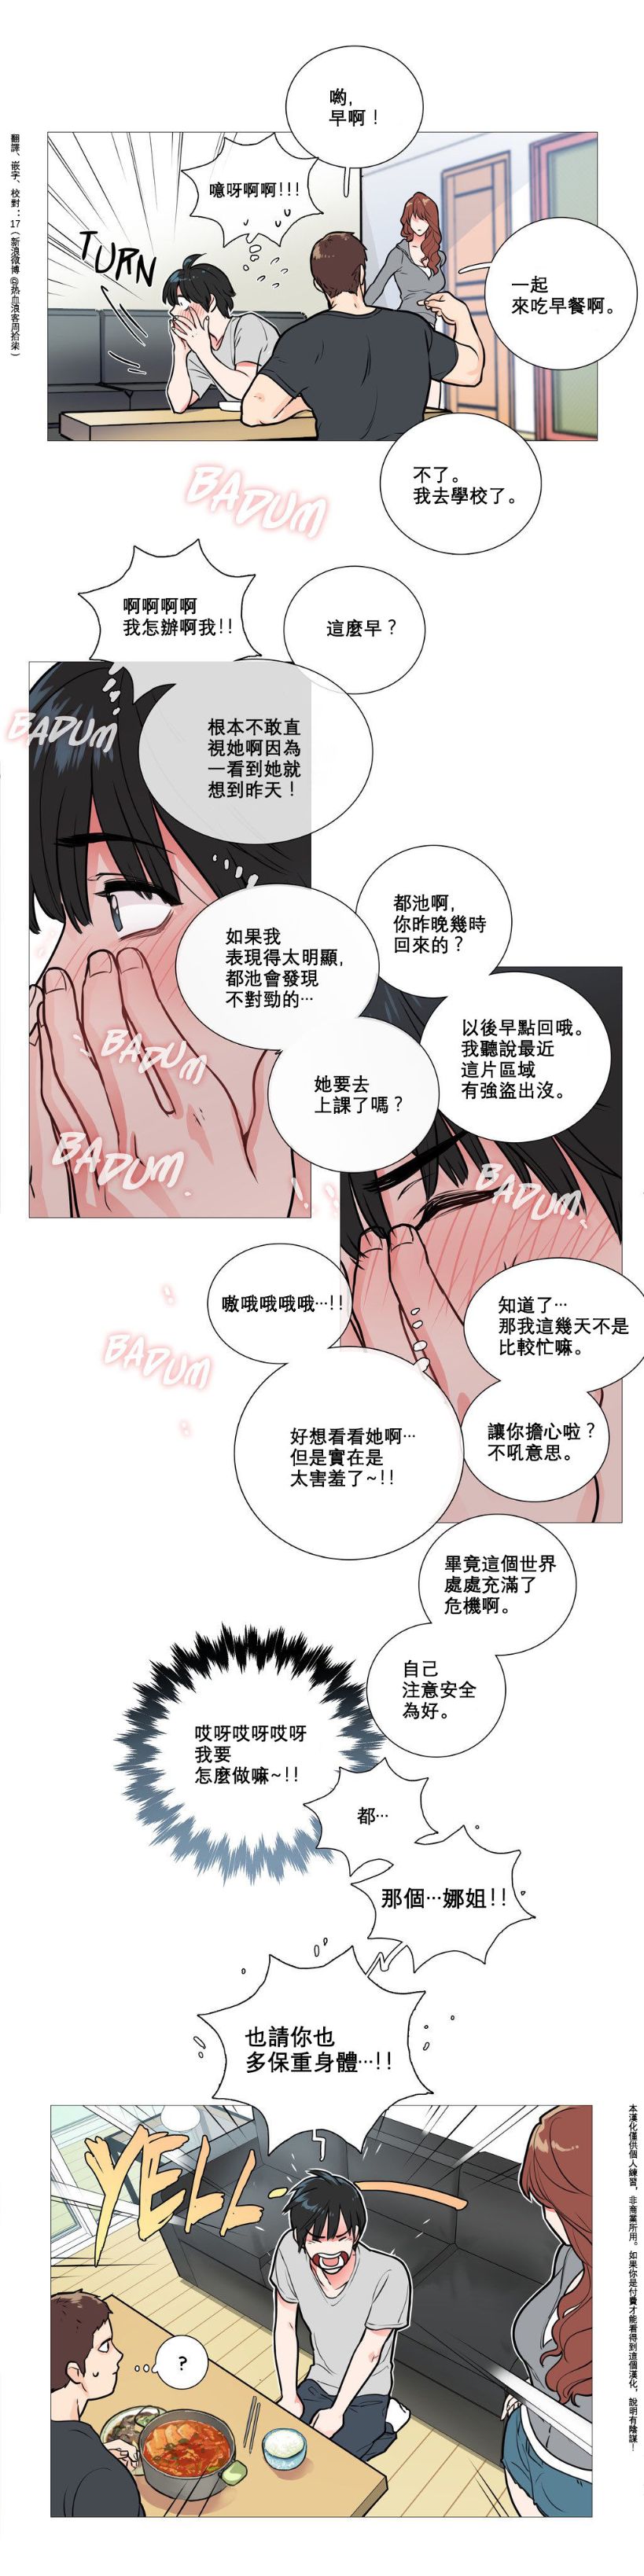 喲,
早啊！
翻譯、嵌字、校對：17（新浪微博@热血浪客周拾柒）
噫呀啊啊!!!
TURN
一起
來吃早餐啊。
不了。
我去學校了。
BADUM
啊啊啊啊
我怎辦啊我!!
這麼早？
BADUM
根本不敢直
視她啊因為
一看到她就
想到昨天！
都池啊,
你昨晚幾時
回來的？
如果我
表現得太明顯,
都池會發現
不對勁的…
以後早點回哦。
我聽說最近
這片區域
有強盜出沒。
BADUM
她要去
上課了嗎？
BADUM
BADUM
嗷哦哦哦哦…!!
知道了…
那我這幾天不是
比較忙嘛。
BADUM
好想看看她啊…
但是實在是
太害羞了~!!
讓你擔心啦？
不吼意思。
畢竟這個世界
處處充滿了
危機啊。
自己
注意安全
為好。
哎呀哎呀哎呀
我要
怎麼做嘛~!!
都…
那個…娜姐!!
也請你也
多保重身體…!!
本漢化僅供個人練習，非商業所用。如果你是付費才能看得到這個漢化，說明有陰謀！
YELL
?